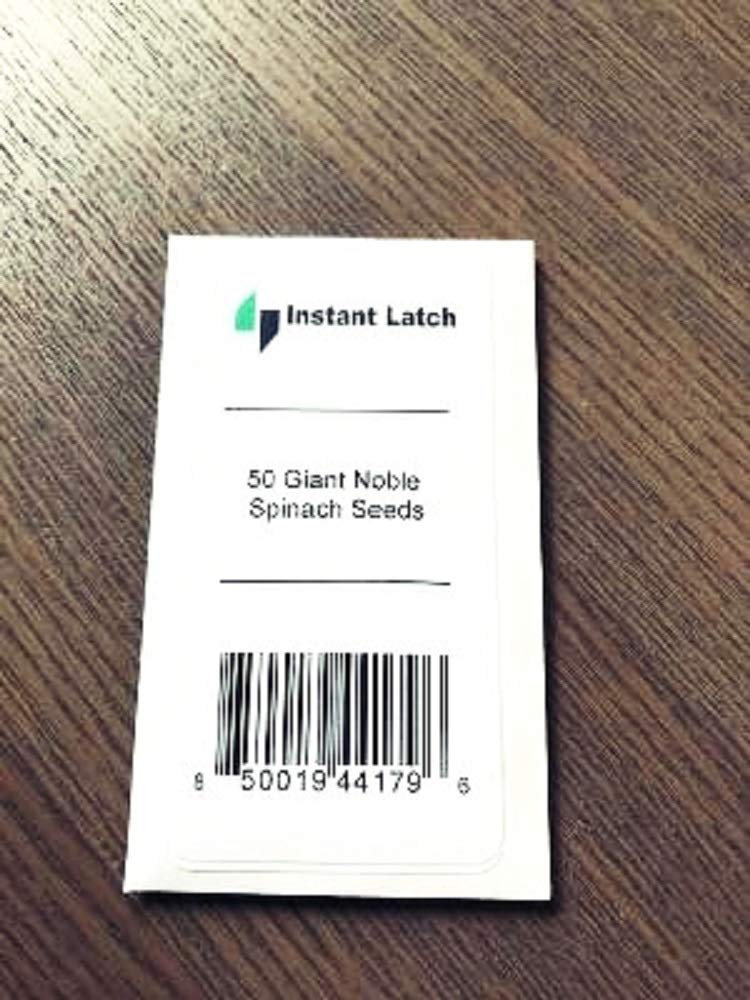 Instant Latch
50 Giant Noble
Spinach Seeds
8 50019 44179 6